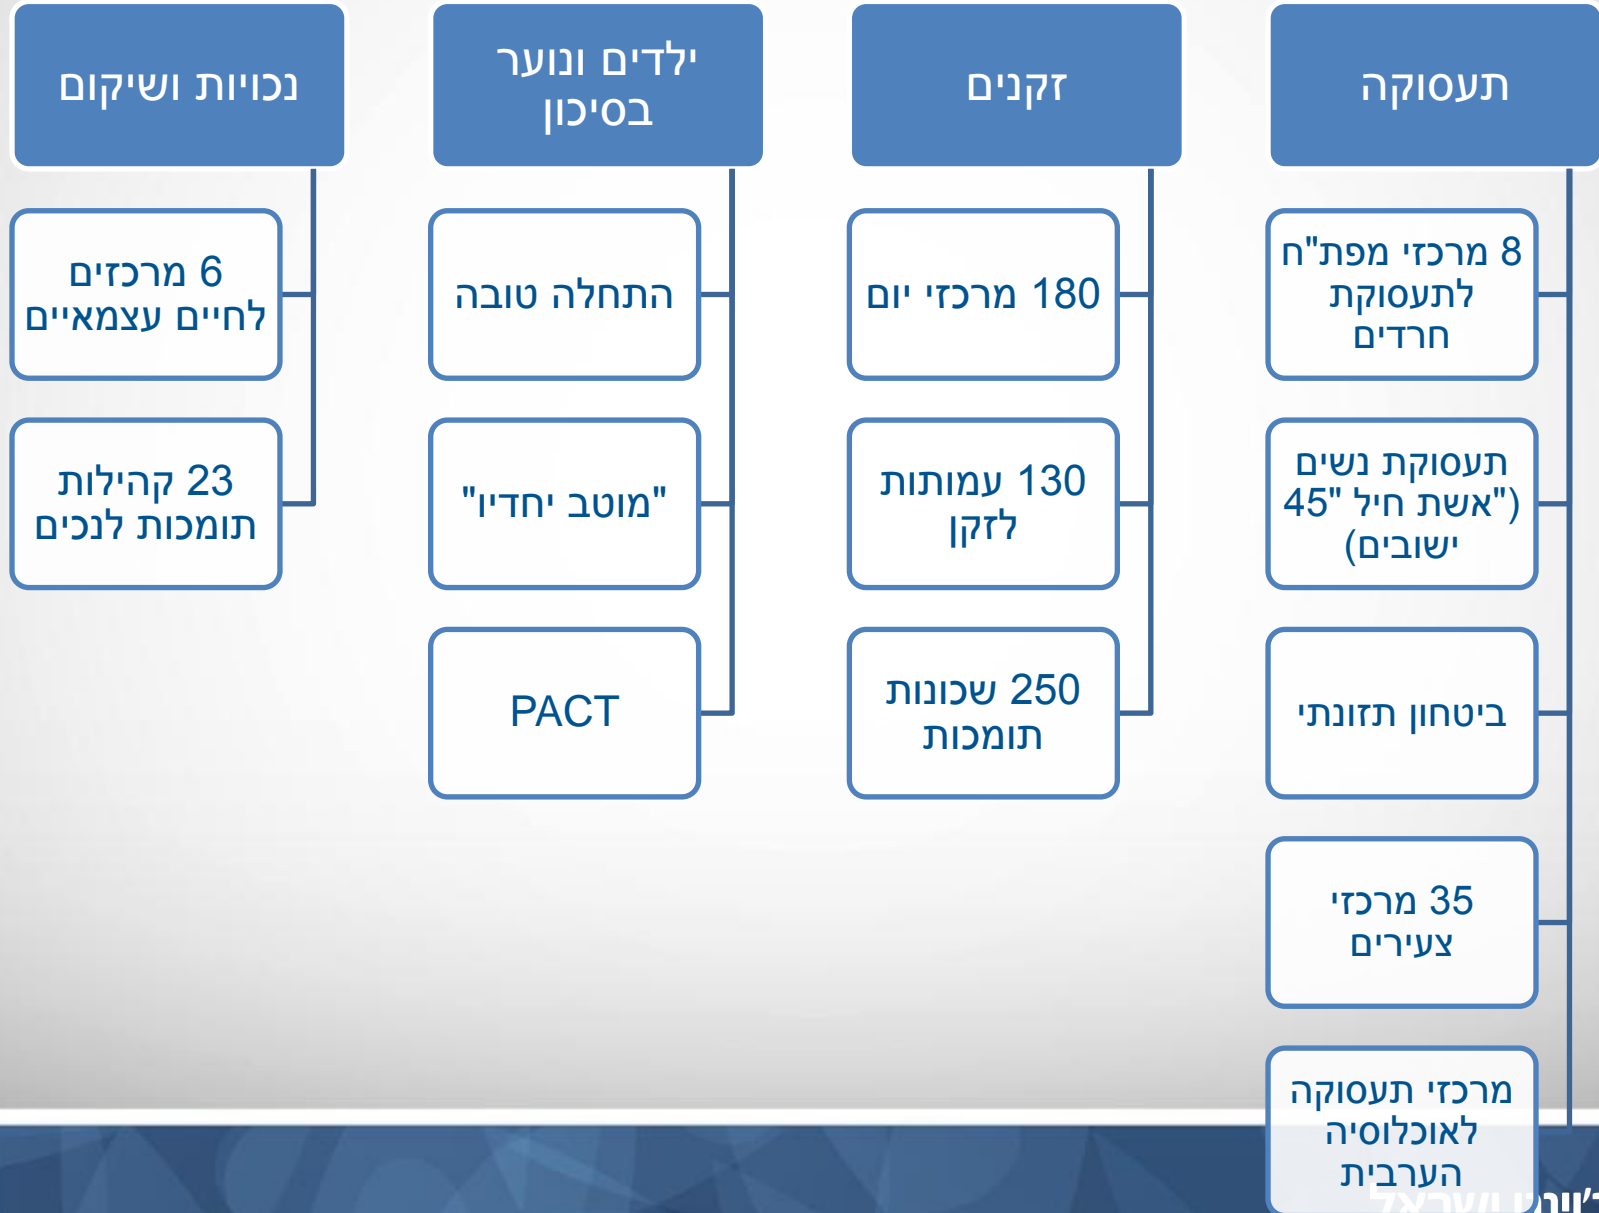 תעסוקה
8 מרכזי מפת"ח
לתעסוקת
חרדים
תעסוקת נשים
("אשת חיל "45
ישובים)
ביטחון תזונתי
35 מרכזי
צעירים
מרכזי תעסוקה
לאוכלוסיה
הערבית
זקנים
180 מרכזי יום
130 עמותות
לזקן
250 שכונות
תומכות
ילדים ונוער
בסיכון
התחלה טובה
"מוטב יחדיו"
PACT
נכויות ושיקום
6 מרכזים
לחיים עצמאיים
23 קהילות
תומכות לנכים